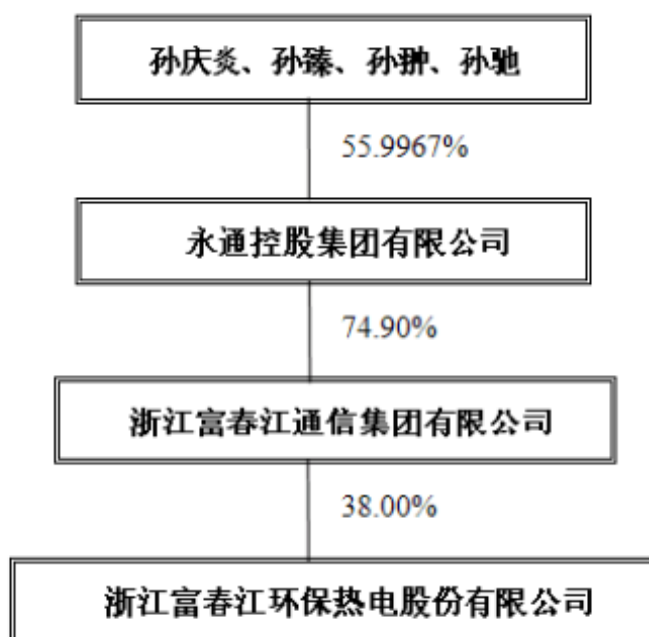 孙庆炎、孙臻、孙翀、孙驰
55.9967%
永通控股集团有限公司
74.90%
浙江富春江通信集团有限公司
38.00%
浙江富春江环保热电股份有限公司